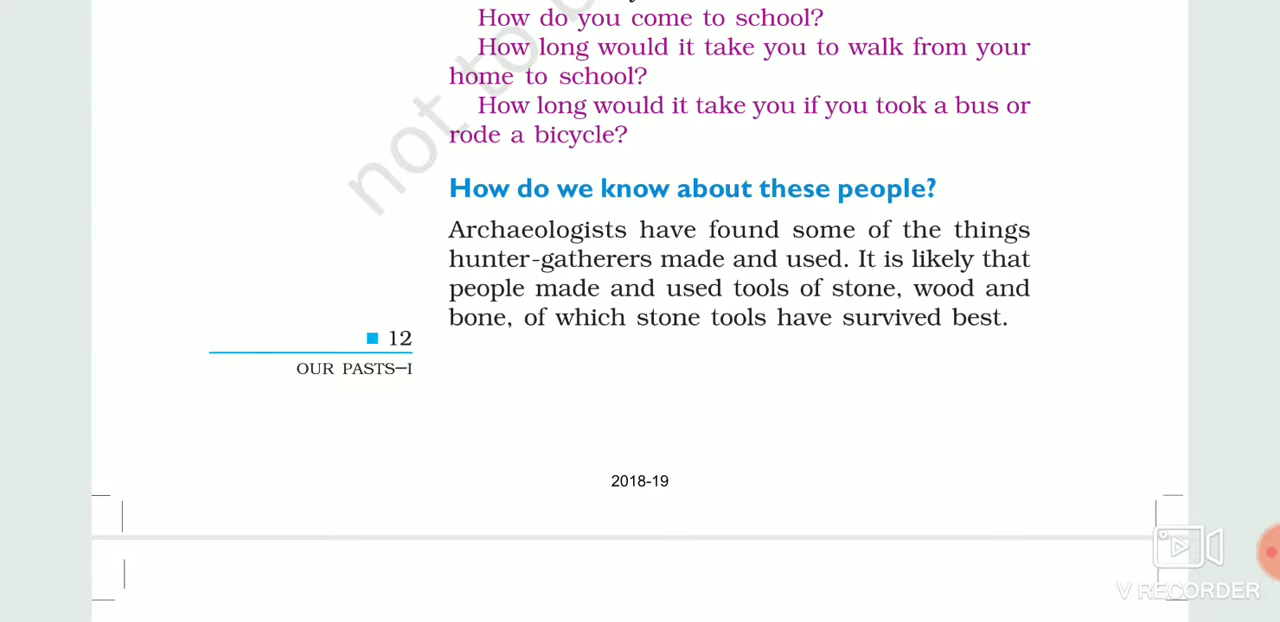 How do you come to school?
How long would it take you to walk from your
home to school?
How long would it take you if you took a bus or
rode a bicycle?
How do we know about these people?
Archaeologists have found some of the things
hunter-gatherers made and used. It is likely that
people made and used tools of stone, wood and
bone, of which stone tools have survived best.
■ 12
OUR PASTS–I
2018-19
not to
V RECORDER